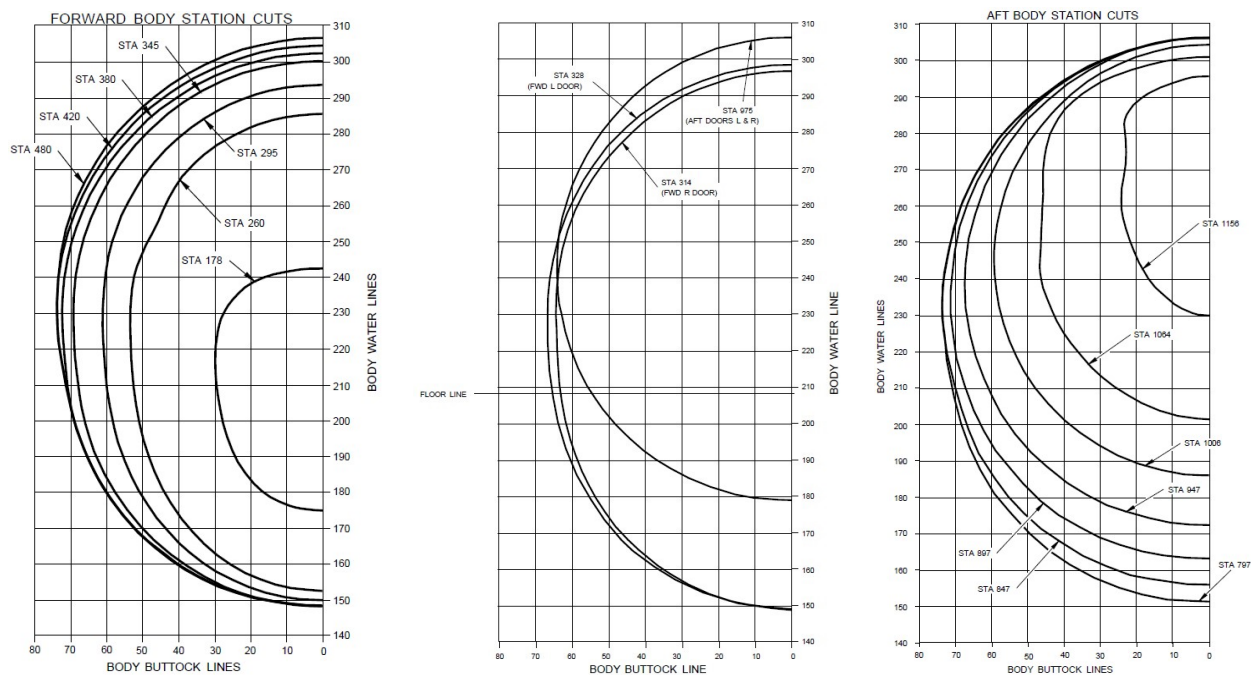 FORWARD BODY STATION CUTS
STA 345
STA 380
STA 420
STA 480
STA 295
STA 260
STA 178
310
300
290
280
270
260
250
240
230
220
210
200
190
180
170
160
150
140
BODY WATER LINES
80 70 60 50 40 30 20 10 0
BODY BUTTOCK LINES
STA 328
(FWD L DOOR)
STA 975
(AFT DOORS L & R)
STA 314
(FWD R DOOR)
FLOOR LINE
310
300
290
280
270
260
250
240
230
220
210
200
190
180
170
160
150
140
BODY WATER LINE
80 70 60 50 40 30 20 10 0
BODY BUTTOCK LINE
AFT BODY STATION CUTS
310
300
290
280
270
260
250
240
230
220
210
200
190
180
170
160
150
140
BODY WATER LINES
STA 1156
STA 1064
STA 1006
STA 947
STA 897
STA 847
STA 797
80 70 60 50 40 30 20 10 0
BODY BUTTOCK LINES